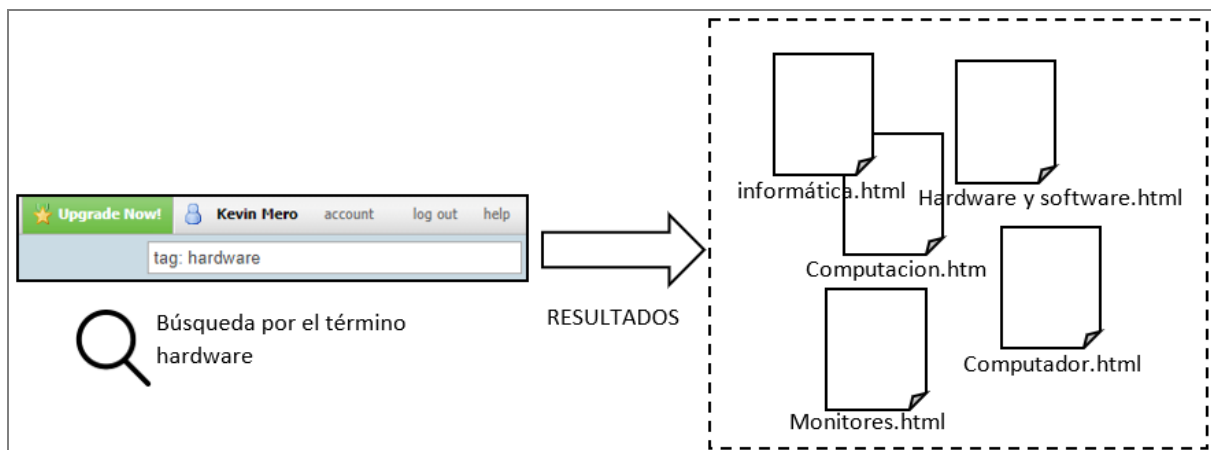 Upgrade Now! Kevin Mero account log out help
tag: hardware
Búsqueda por el término
hardware
RESULTADOS
informática.html
Hardware y software.html
Computacion.htm
Computador.html
Monitores.html